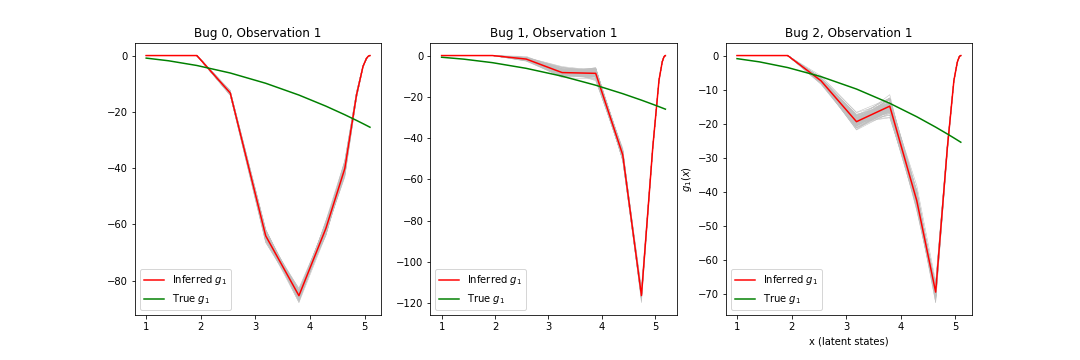 Bug 0, Observation 1
0
−20
−40
−60
−80
1 2 3 4 5
Inferred g₁
True g₁
Bug 1, Observation 1
0
−20
−40
−60
−80
−100
−120
1 2 3 4 5
Inferred g₁
True g₁
Bug 2, Observation 1
g₁(x)
0
−10
−20
−30
−40
−50
−60
−70
1 2 3 4 5
x (latent states)
Inferred g₁
True g₁